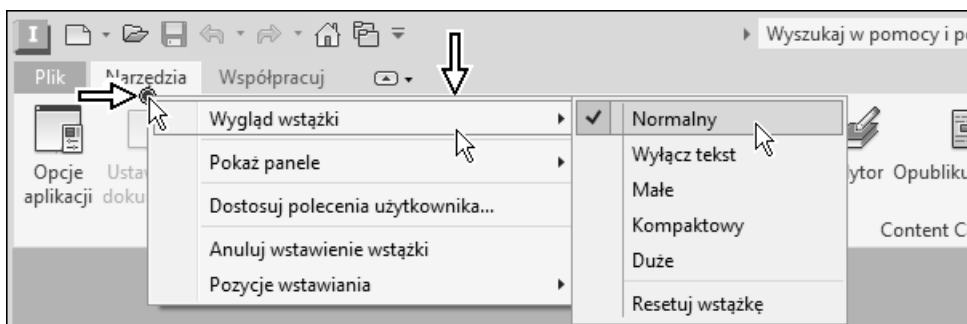 I
Wyszukaj w pomocy i
Plik Narzędzia Współpracuj
Wygląd wstążki
Normalny
Pokaż panele
Wyłącz tekst
Opcje
aplikacji
Opubliku
Małe
Dostosuj polecenia użytkownika...
Kompaktowy
Content
Anuluj wstawienie wstążki
Duże
Pozycje wstawiania
Resetuj wstążkę